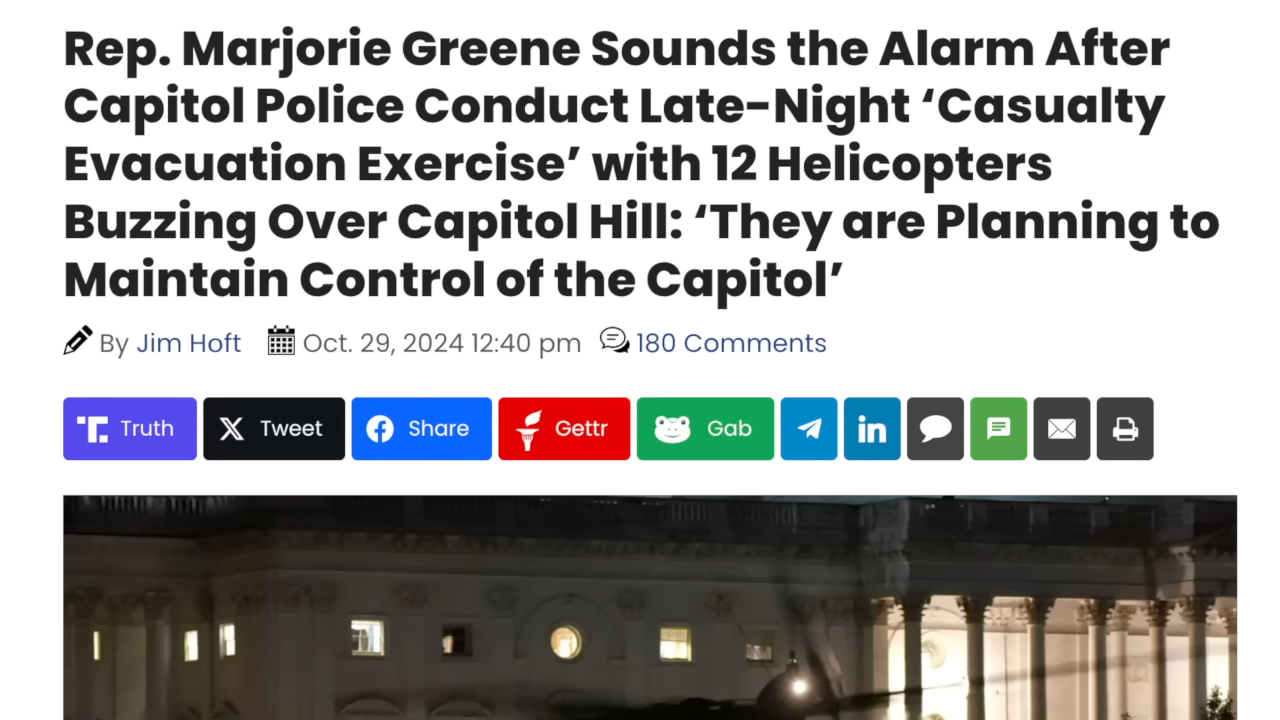 Rep. Marjorie Greene Sounds the Alarm After
Capitol Police Conduct Late-Night ‘Casualty
Evacuation Exercise’ with 12 Helicopters
Buzzing Over Capitol Hill: ‘They are Planning to
Maintain Control of the Capitol’
By Jim Hoft Oct. 29, 2024 12:40 pm 180 Comments
Truth Tweet Share Gettr Gab in